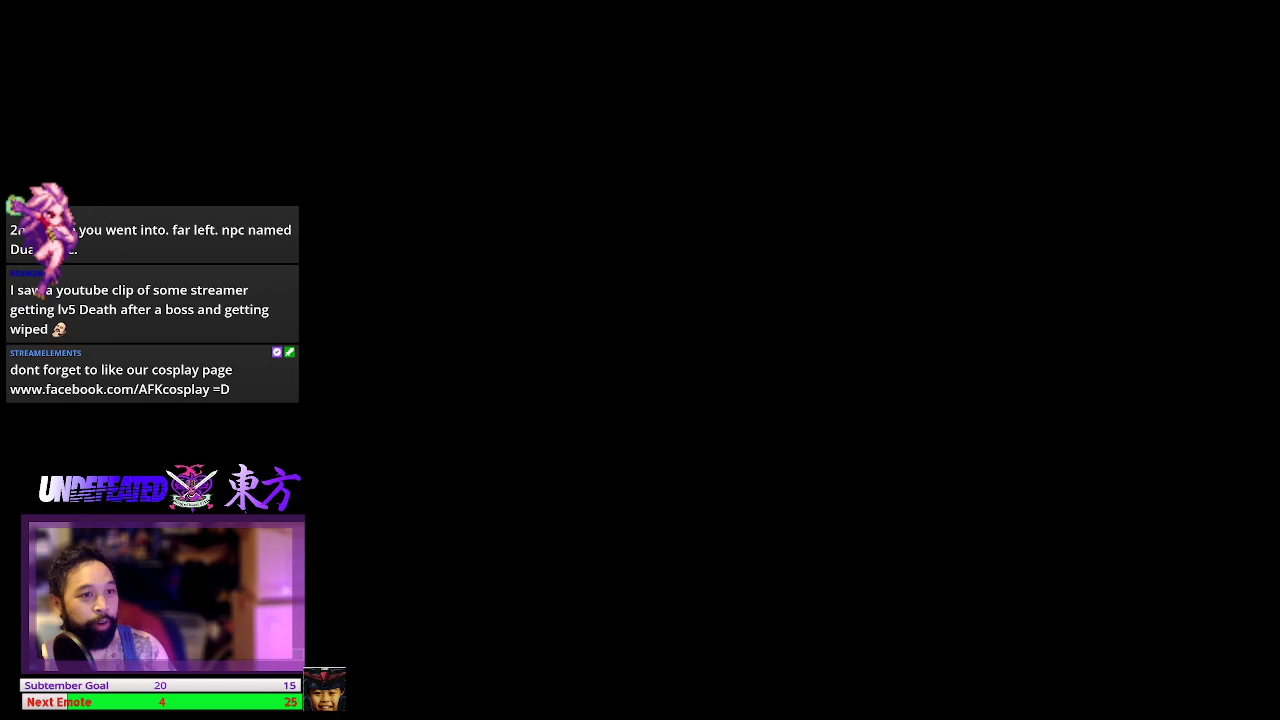 you went into. far left. npc named
I saw a youtube clip of some streamer
getting lv5 Death after a boss and getting
wiped
STREAMELEMENTS
dont forget to like our cosplay page
www.facebook.com/AFKcosplay =D
UNDEFEATED 東方
Subtember Goal 20 15
Next Emote 4 25